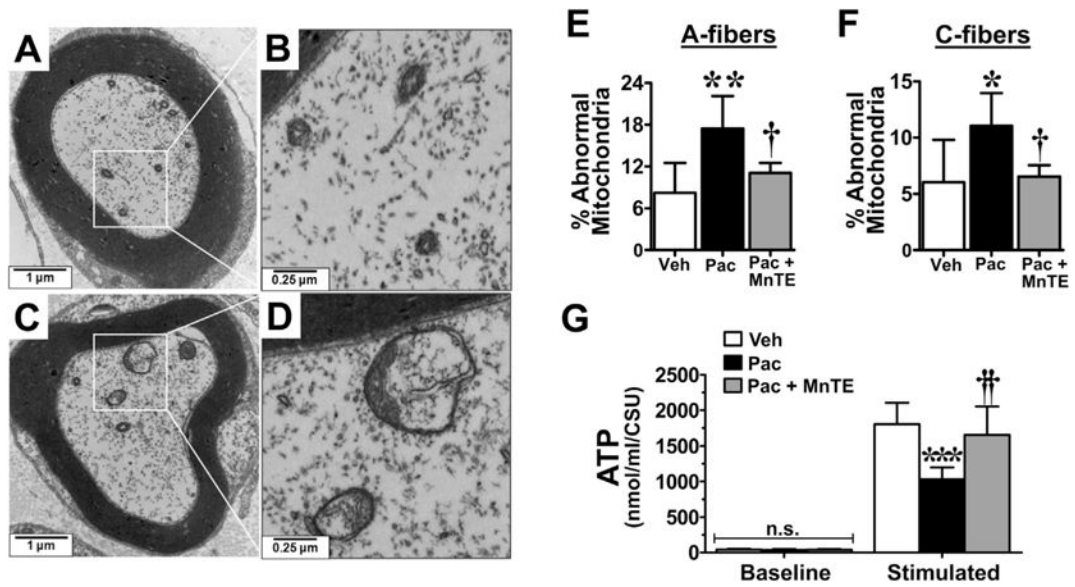 A
1 µm
B
0.25 µm
C
1 µm
D
0.25 µm
E
A-fibers
% Abnormal
Mitochondria
24
18
12
6
0
**
†
Veh
Pac
Pac +
MnTE
F
C-fibers
% Abnormal
Mitochondria
15
10
5
0
*
†
Veh
Pac
Pac +
MnTE
G
Veh
Pac
Pac + MnTE
ATP
(nmol/ml/CSU)
2500
2000
1500
1000
500
0
n.s.
***
††
Baseline
Stimulated